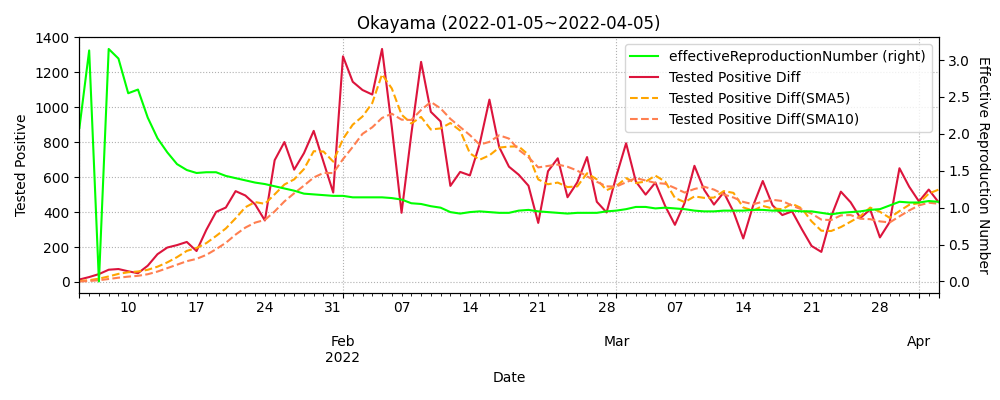 Okayama (2022-01-05~2022-04-05)
effectiveReproductionNumber (right)
Tested Positive Diff
Tested Positive Diff(SMA5)
Tested Positive Diff(SMA10)
Tested Positive
1400
1200
1000
800
600
400
200
0
3.0
2.5
2.0
1.5
1.0
0.5
0.0
Effective Reproduction Number
10 17 24 31 07 14 21 28 07 14 21 28
Feb Mar Apr
2022
Date